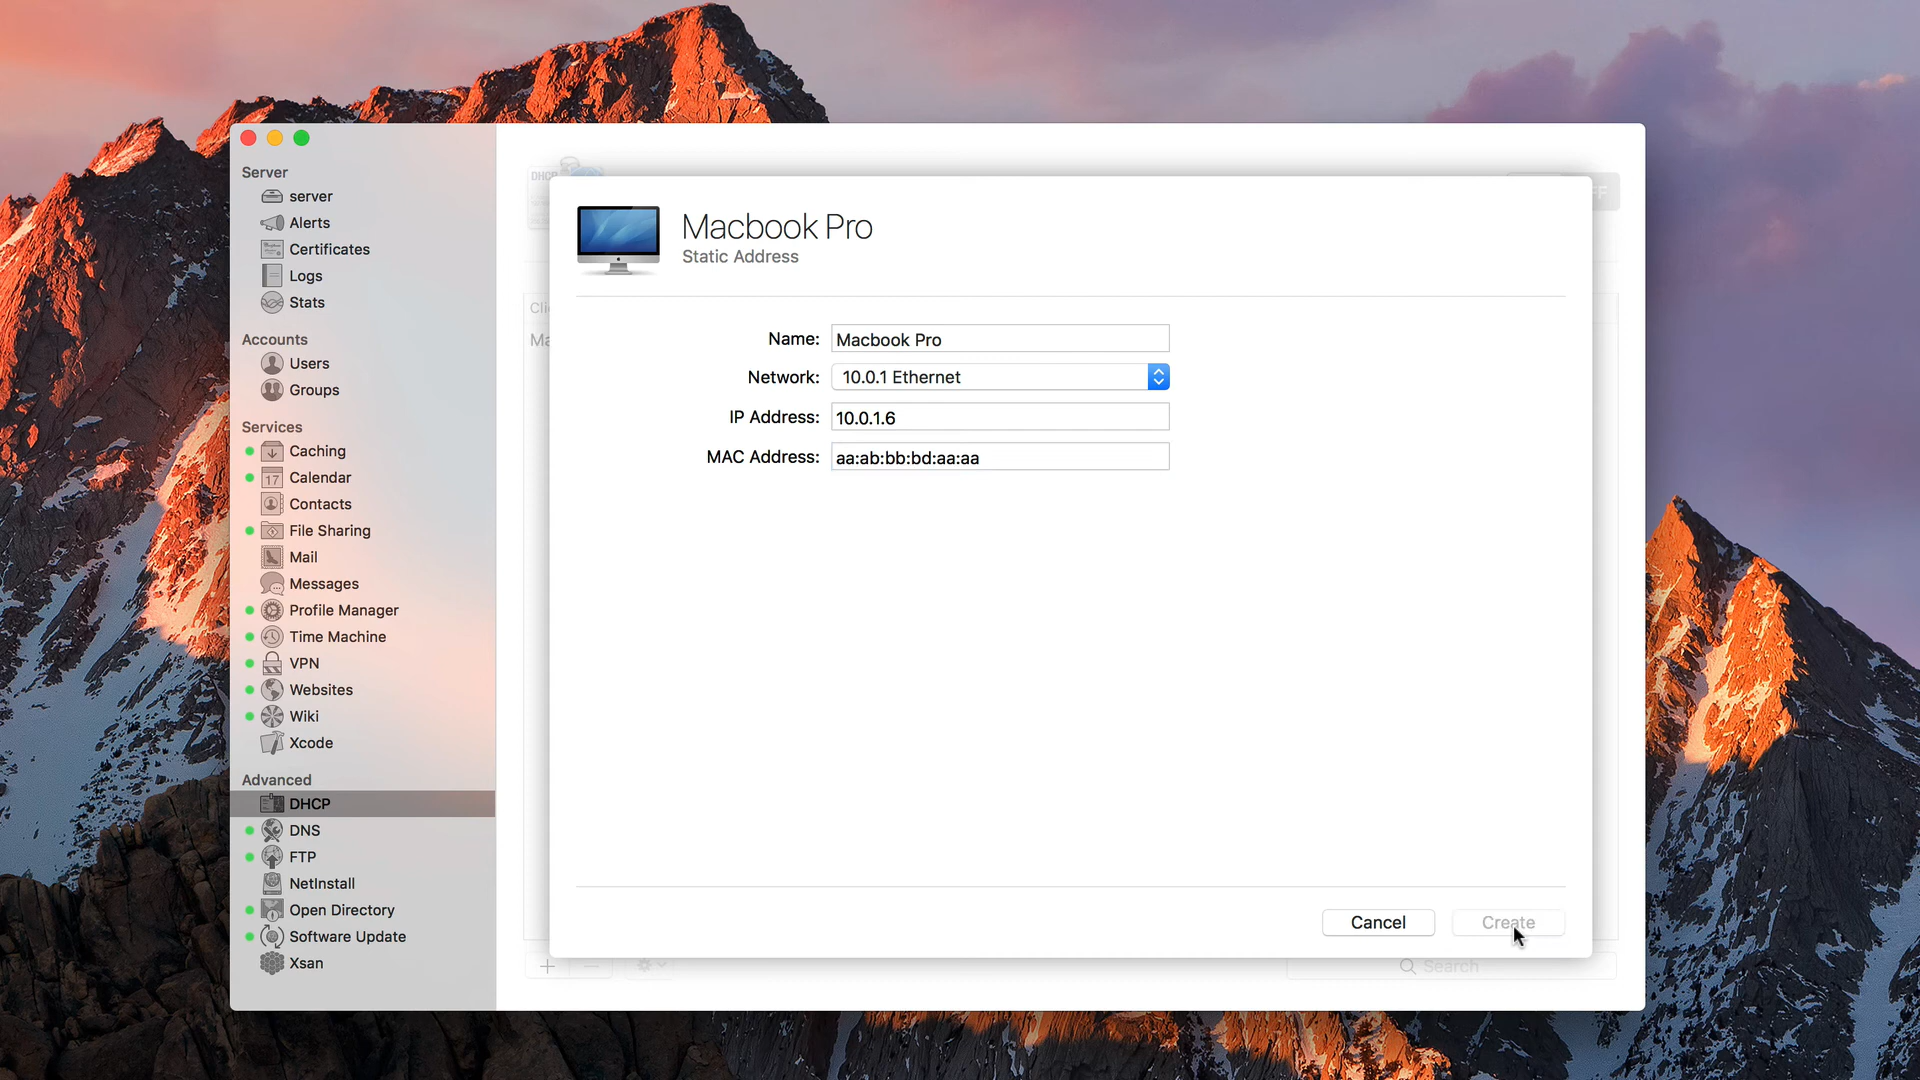 Server
server
Alerts
Certificates
Logs
Stats
Accounts
Users
Groups
Services
Caching
17 Calendar
Contacts
File Sharing
Mail
Messages
Profile Manager
Time Machine
VPN
Websites
Wiki
Xcode
Advanced
DHCP
DNS
FTP
NetInstall
Open Directory
Software Update
Xsan
DHCP
Macbook Pro
Static Address
Name: Macbook Pro
Network: 10.0.1 Ethernet
IP Address: 10.0.1.6
MAC Address: aa:ab:bb:bd:aa:aa
Cancel Create
Search